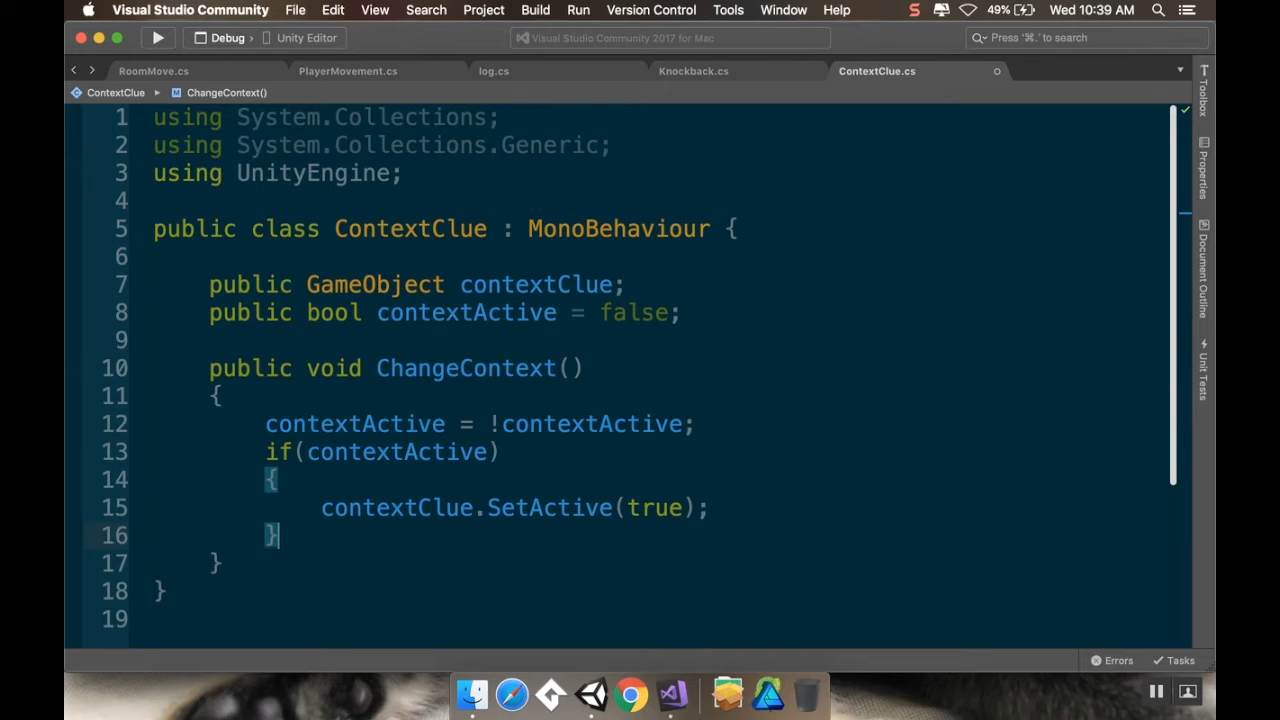 Visual Studio Community File Edit View Search Project Build Run Version Control Tools Window Help 49% Wed 10:39 AM
Debug Unity Editor Visual Studio Community 2017 for Mac Press '⌘.' to search
RoomMove.cs PlayerMovement.cs log.cs Knockback.cs ContextClue.cs
ContextClue ChangeContext()
1 using System.Collections;
2 using System.Collections.Generic;
3 using UnityEngine;
4
5 public class ContextClue : MonoBehaviour {
6
7 public GameObject contextClue;
8 public bool contextActive = false;
9
10 public void ChangeContext()
11 {
12 contextActive = !contextActive;
13 if(contextActive)
14 {
15 contextClue.SetActive(true);
16 }
17 }
18 }
19
Toolbox
Properties
Document Outline
Unit Tests
Errors Tasks